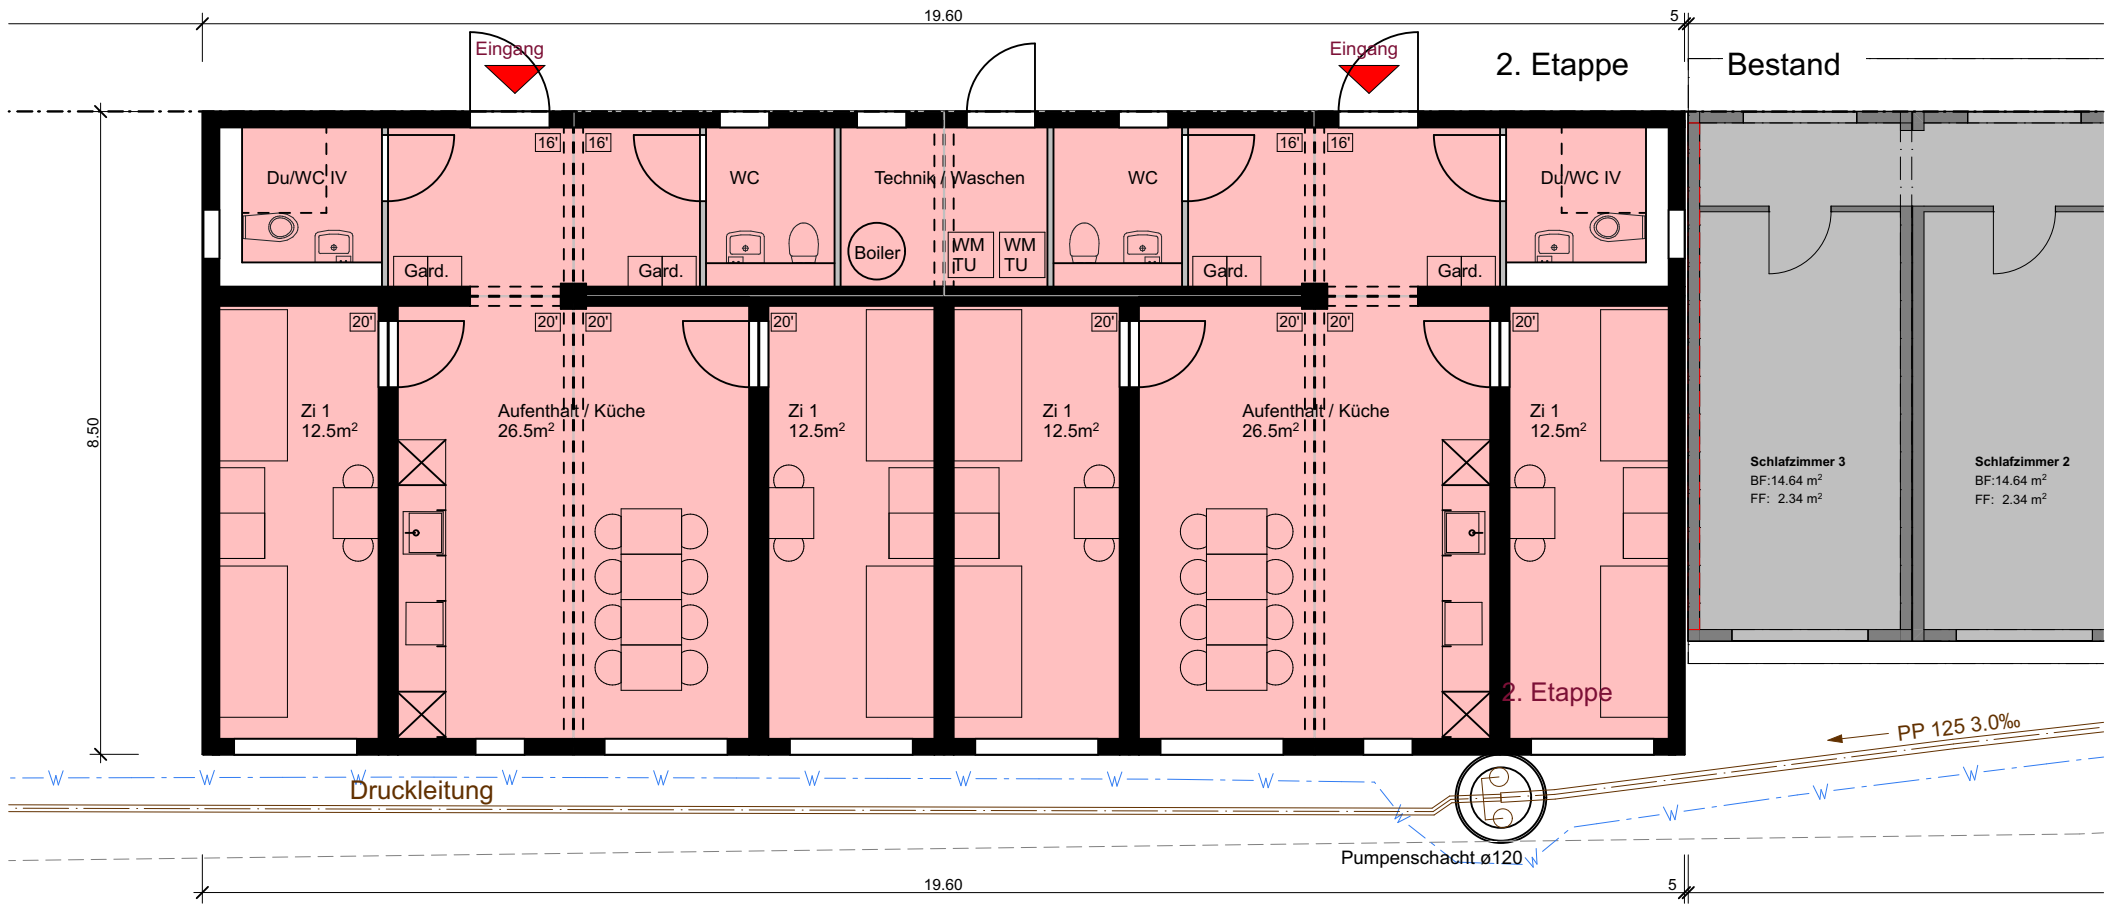 19.60
5
Eingang
Eingang
2. Etappe
Bestand
16'
16'
16'
16'
Du/WC IV
WC
Technik / Waschen
WC
Du/WC IV
Boiler
WM
TU
WM
TU
Gard.
Gard.
Gard.
Gard.
20'
20'
20'
20'
20'
20'
20'
20'
8.50
Zi 1
12.5m²
Aufenthalt / Küche
26.5m²
Zi 1
12.5m²
Zi 1
12.5m²
Aufenthalt / Küche
26.5m²
Zi 1
12.5m²
Schlafzimmer 3
BF:14.64 m²
FF: 2.34 m²
Schlafzimmer 2
BF:14.64 m²
FF: 2.34 m²
2. Etappe
PP 125 3.0‰
W W W W W W W W W W W W W W
Druckleitung
Pumpenschacht ø120
19.60
5